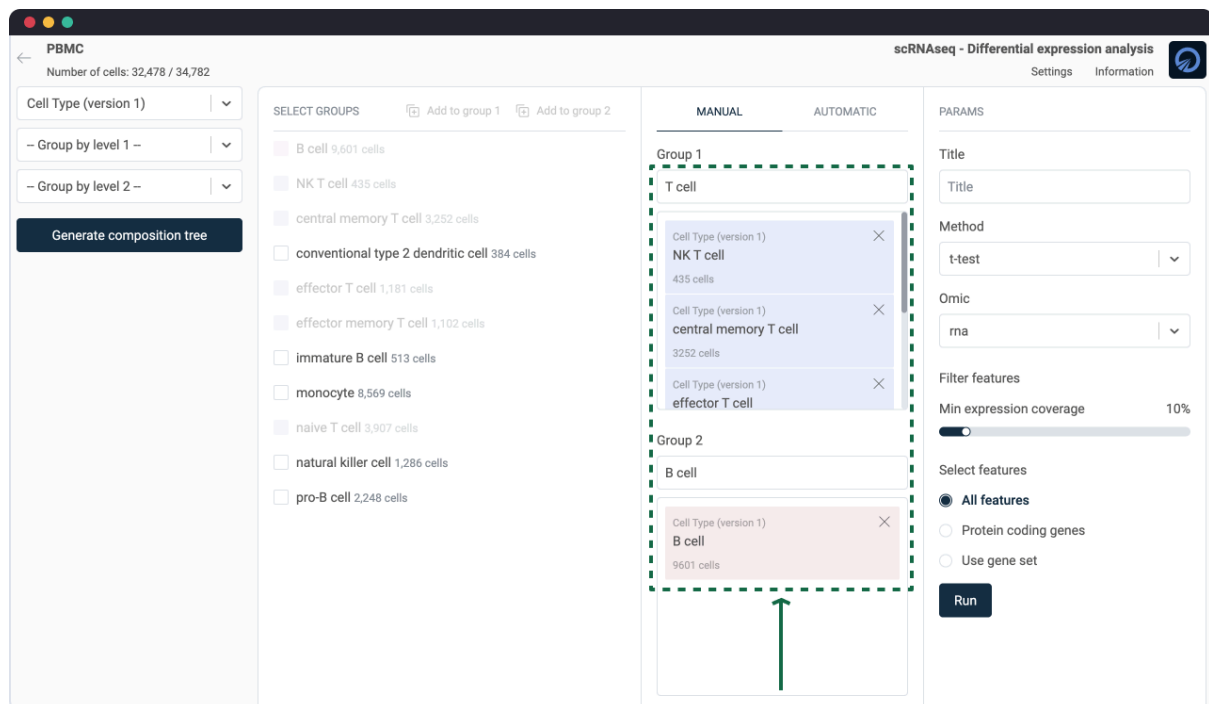 PBMC
Number of cells: 32,478 / 34,782
scRNAseq - Differential expression analysis
Settings Information
Cell Type (version 1)
-- Group by level 1 --
-- Group by level 2 --
Generate composition tree
SELECT GROUPS Add to group 1 Add to group 2
B cell 9,601 cells
NK T cell 435 cells
central memory T cell 3,252 cells
conventional type 2 dendritic cell 384 cells
effector T cell 1,181 cells
effector memory T cell 1,102 cells
immature B cell 513 cells
monocyte 8,569 cells
naive T cell 3,907 cells
natural killer cell 1,286 cells
pro-B cell 2,248 cells
MANUAL AUTOMATIC
Group 1
T cell
Cell Type (version 1)
NK T cell
435 cells
Cell Type (version 1)
central memory T cell
3252 cells
Cell Type (version 1)
effector T cell
Group 2
B cell
Cell Type (version 1)
B cell
9601 cells
PARAMS
Title
Title
Method
t-test
Omic
rna
Filter features
Min expression coverage 10%
Select features
All features
Protein coding genes
Use gene set
Run